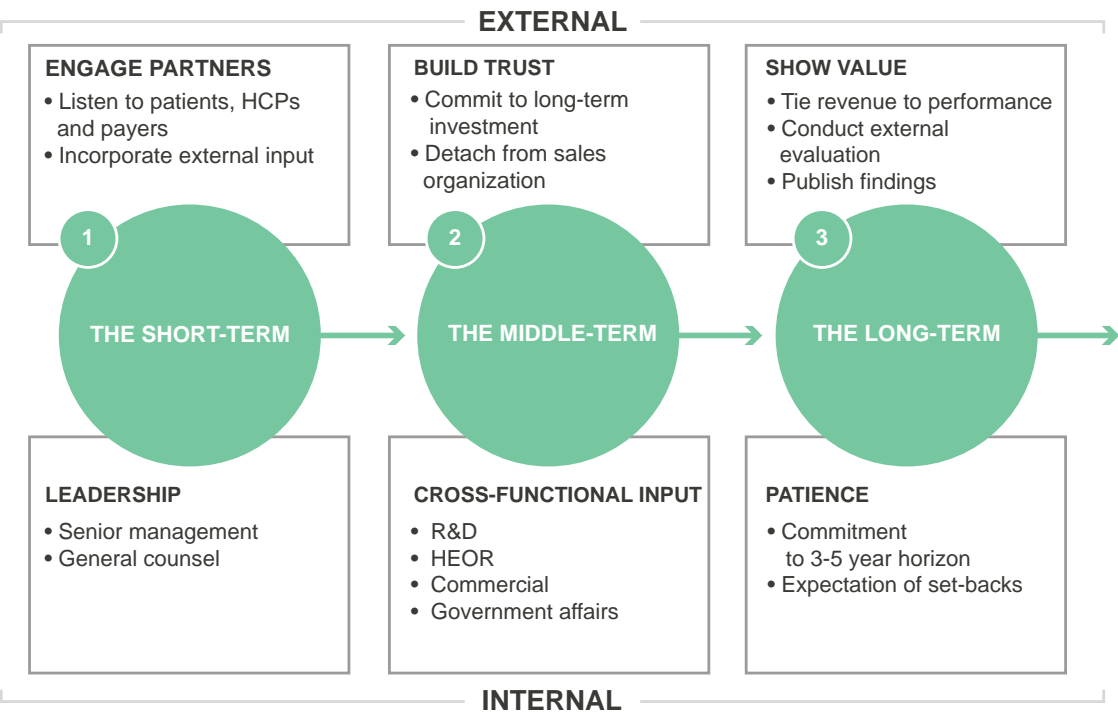 EXTERNAL
ENGAGE PARTNERS
• Listen to patients, HCPs
and payers
• Incorporate external input
BUILD TRUST
• Commit to long-term
investment
• Detach from sales
organization
SHOW VALUE
• Tie revenue to performance
• Conduct external
evaluation
• Publish findings
1
THE SHORT-TERM
2
THE MIDDLE-TERM
3
THE LONG-TERM
LEADERSHIP
• Senior management
• General counsel
CROSS-FUNCTIONAL INPUT
• R&D
• HEOR
• Commercial
• Government affairs
PATIENCE
• Commitment
to 3-5 year horizon
• Expectation of set-backs
INTERNAL